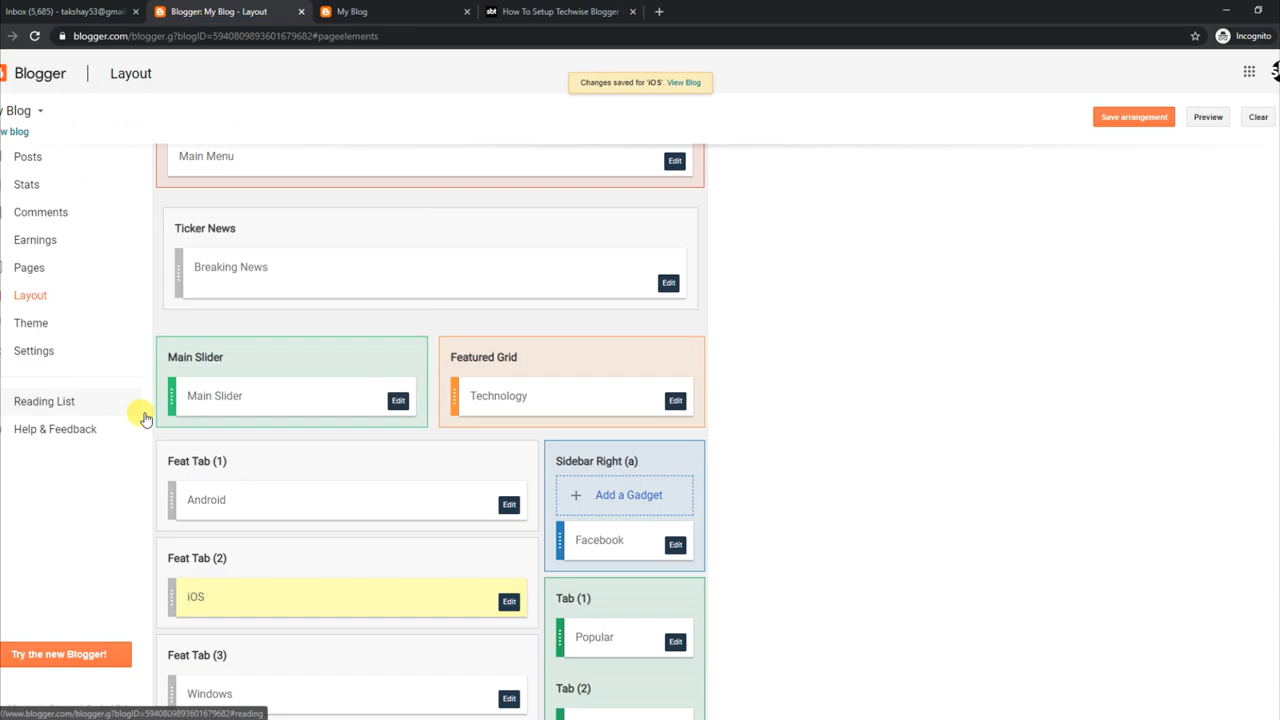 Inbox (5,685) - takshay53@gmail
Blogger: My Blog - Layout
My Blog
How To Setup Techwise Blogger
Incognito
blogger.com/blogger.g?blogID=5940809893601679682#pageelements
Blogger
Layout
Changes saved for 'iOS'. View Blog
y Blog
w blog
Save arrangement
Preview
Clear
Posts
Stats
Comments
Earnings
Pages
Layout
Theme
Settings
Reading List
Help & Feedback
Try the new Blogger!
Main Menu
Edit
Ticker News
Breaking News
Edit
Main Slider
Main Slider
Edit
Featured Grid
Technology
Edit
Feat Tab (1)
Android
Edit
Feat Tab (2)
iOS
Edit
Feat Tab (3)
Windows
Edit
Sidebar Right (a)
+ Add a Gadget
Facebook
Edit
Tab (1)
Popular
Edit
Tab (2)
//www.blogger.com/blogger.g?blogID=5940809893601679682#reading